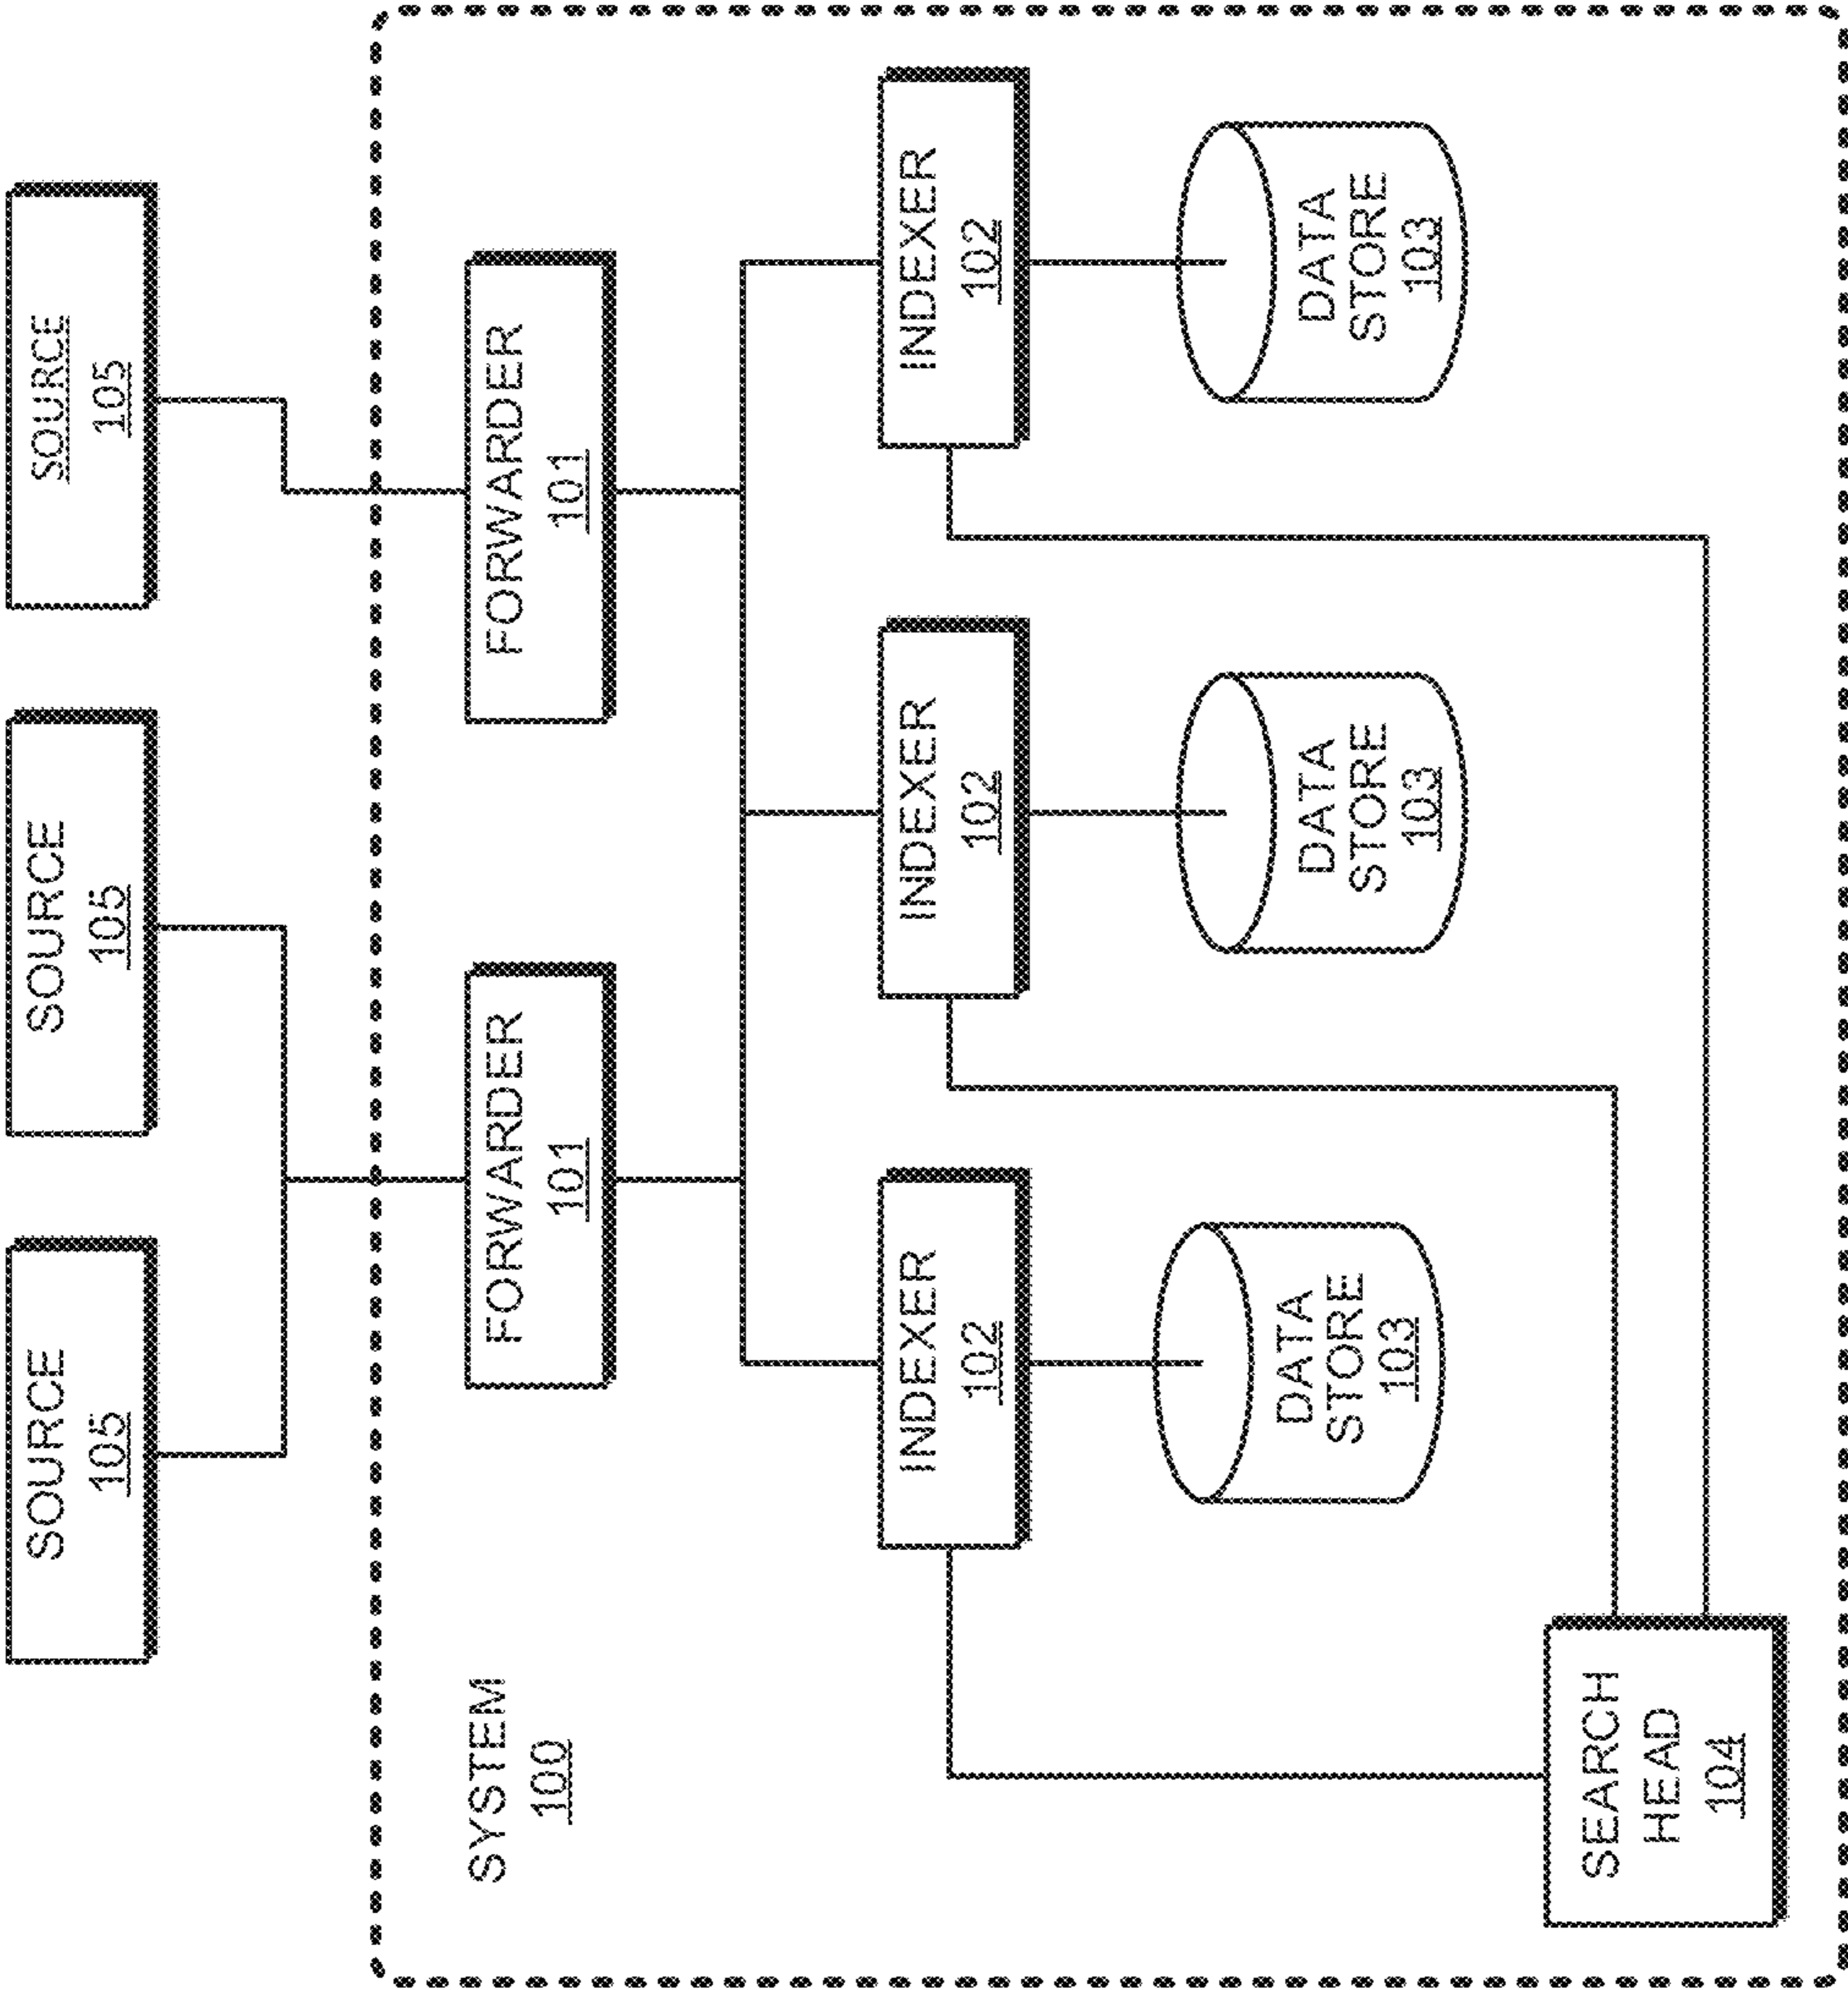 SOURCE
105
SOURCE
105
SOURCE
105
SYSTEM
100
FORWARDER
101
FORWARDER
101
INDEXER
102
INDEXER
102
INDEXER
102
DATA
STORE
103
DATA
STORE
103
DATA
STORE
103
SEARCH
HEAD
104